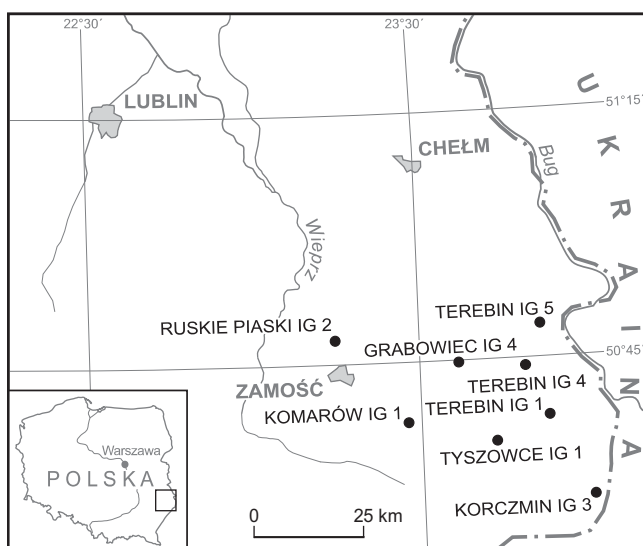 22°30´
23°30´
LUBLIN
51°15´
UKRAINA
CHEŁM
Bug
Wieprz
TEREBIN IG 5
RUSKIE PIASKI IG 2
GRABOWIEC IG 4
50°45´
TEREBIN IG 4
ZAMOŚĆ
TEREBIN IG 1
KOMARÓW IG 1
TYSZOWCE IG 1
KORCZMIN IG 3
Warszawa
POLSKA
0
25 km